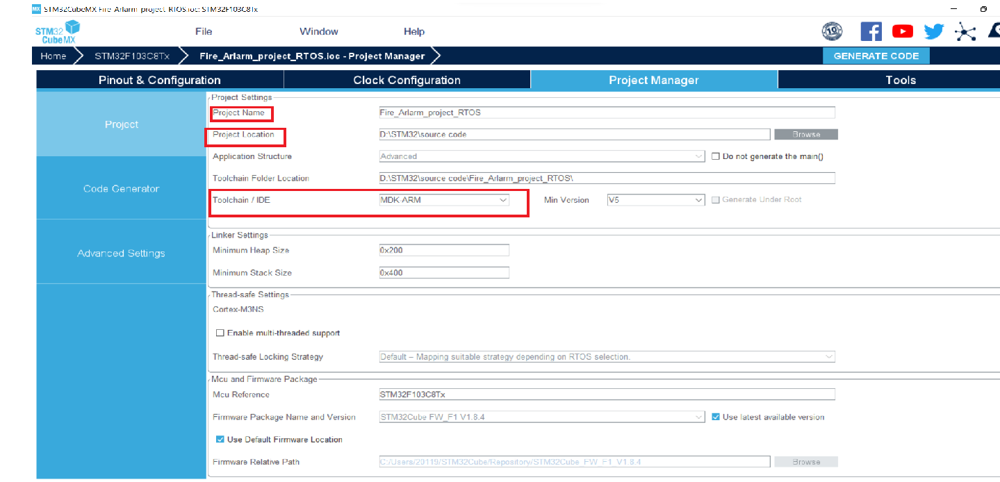 MX STM32CubeMX Fire_Arlarm_project_RTOS.ioc: STM32F103C8Tx
STM32 CubeMX
File Window Help
10
Home STM32F103C8Tx Fire_Arlarm_project_RTOS.ioc - Project Manager GENERATE CODE
Pinout & Configuration Clock Configuration Project Manager Tools
Project
Code Generator
Advanced Settings
Project Settings
Project Name Fire_Arlarm_project_RTOS
Project Location D:\STM32\source code Browse
Application Structure Advanced Do not generate the main()
Toolchain Folder Location D:\STM32\source code\Fire_Arlarm_project_RTOS\
Toolchain / IDE MDK-ARM Min Version V5 Generate Under Root
Linker Settings
Minimum Heap Size 0x200
Minimum Stack Size 0x400
Thread-safe Settings
Cortex-M3NS
Enable multi-threaded support
Thread-safe Locking Strategy Default – Mapping suitable strategy depending on RTOS selection.
Mcu and Firmware Package
Mcu Reference STM32F103C8Tx
Firmware Package Name and Version STM32Cube FW_F1 V1.8.4 Use latest available version
Use Default Firmware Location
Firmware Relative Path C:/Users/20119/STM32Cube/Repository/STM32Cube_FW_F1_V1.8.4 Browse